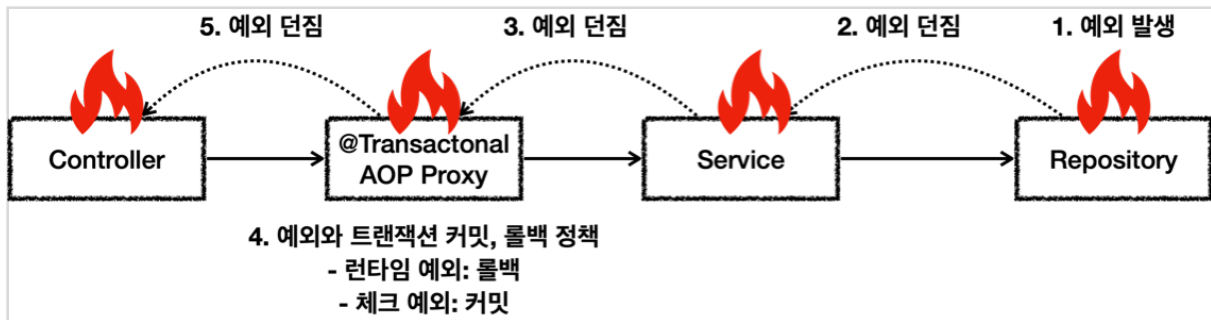 5. 예외 던짐
3. 예외 던짐
2. 예외 던짐
1. 예외 발생
Controller
@Transactonal
AOP Proxy
Service
Repository
4. 예외와 트랜잭션 커밋, 롤백 정책
- 런타임 예외: 롤백
- 체크 예외: 커밋